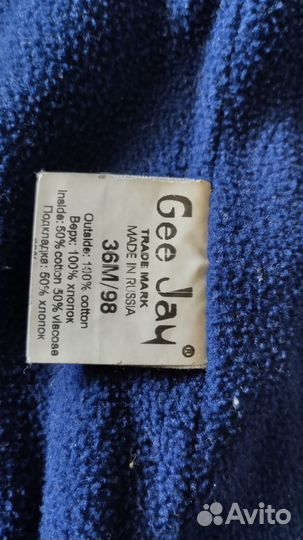 Gee Jay ®
TRADE MARK
MADE IN RUSSIA
36M/98
Outside: 100% cotton
Верх: 100% хлопок
Inside: 50% cotton 50% viscose
Подкладка: 50% хлопок
Avito